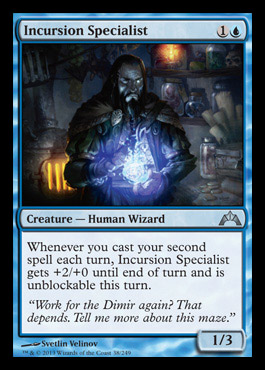 Incursion Specialist 1
Creature — Human Wizard
Whenever you cast your second
spell each turn, Incursion Specialist
gets +2/+0 until end of turn and is
unblockable this turn.
“Work for the Dimir again? That
depends. Tell me more about this maze.”
Svetlin Velinov
™ & © 2013 Wizards of the Coast 38/249
1/3